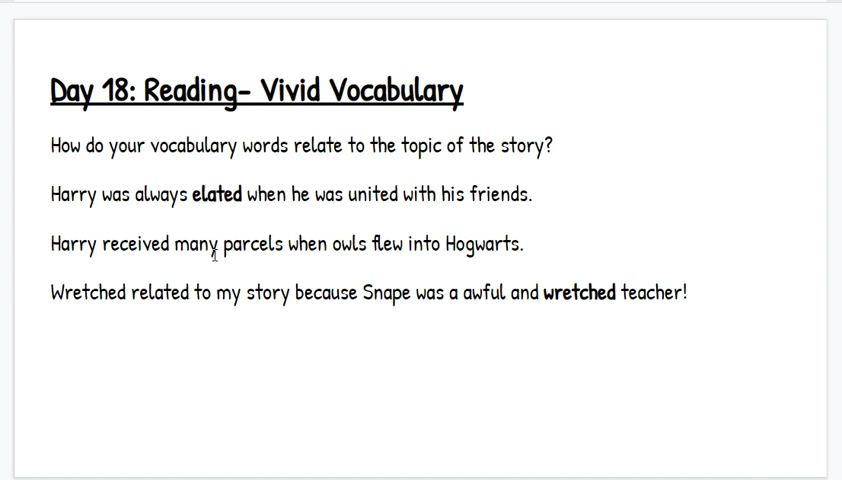 Day 18: Reading- Vivid Vocabulary
How do your vocabulary words relate to the topic of the story?
Harry was always elated when he was united with his friends.
Harry received many parcels when owls flew into Hogwarts.
Wretched related to my story because Snape was a awful and wretched teacher!